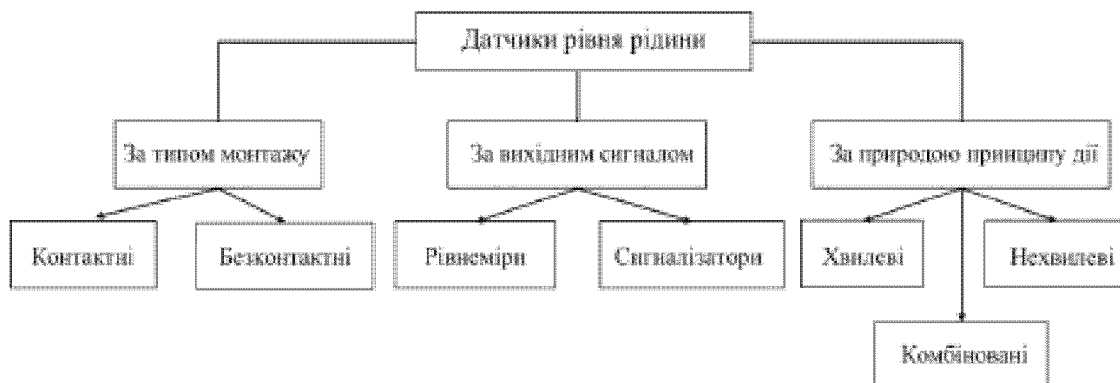 Датчики рівня рідини
За типом монтажу
За вихідним сигналом
За природою принципу дії
Контактні
Безконтактні
Рівнеміри
Сигналізатори
Хвилеві
Нехвилеві
Комбіновані